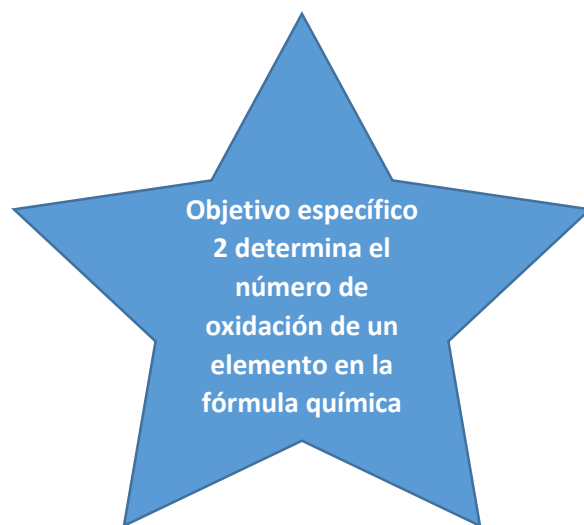 Objetivo específico
2 determina el
número de
oxidación de un
elemento en la
fórmula química